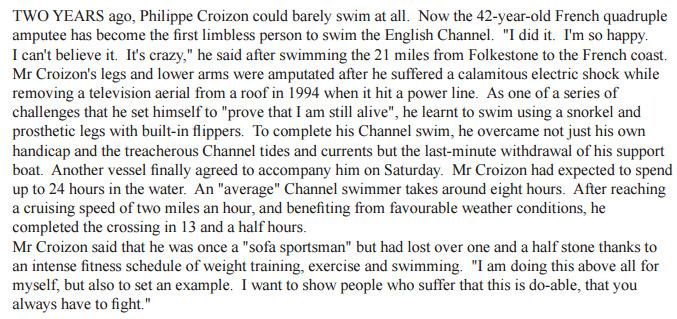 TWO YEARS ago, Philippe Croizon could barely swim at all.  Now the 42-year-old French quadruple
amputee has become the first limbless person to swim the English Channel.  "I did it.  I'm so happy.
I can't believe it.  It's crazy," he said after swimming the 21 miles from Folkestone to the French coast.
Mr Croizon's legs and lower arms were amputated after he suffered a calamitous electric shock while
removing a television aerial from a roof in 1994 when it hit a power line.  As one of a series of
challenges that he set himself to "prove that I am still alive", he learnt to swim using a snorkel and
prosthetic legs with built-in flippers.  To complete his Channel swim, he overcame not just his own
handicap and the treacherous Channel tides and currents but the last-minute withdrawal of his support
boat.  Another vessel finally agreed to accompany him on Saturday.  Mr Croizon had expected to spend
up to 24 hours in the water.  An "average" Channel swimmer takes around eight hours.  After reaching
a cruising speed of two miles an hour, and benefiting from favourable weather conditions, he
completed the crossing in 13 and a half hours.
Mr Croizon said that he was once a "sofa sportsman" but had lost over one and a half stone thanks to
an intense fitness schedule of weight training, exercise and swimming.  "I am doing this above all for
myself, but also to set an example.  I want to show people who suffer that this is do-able, that you
always have to fight."